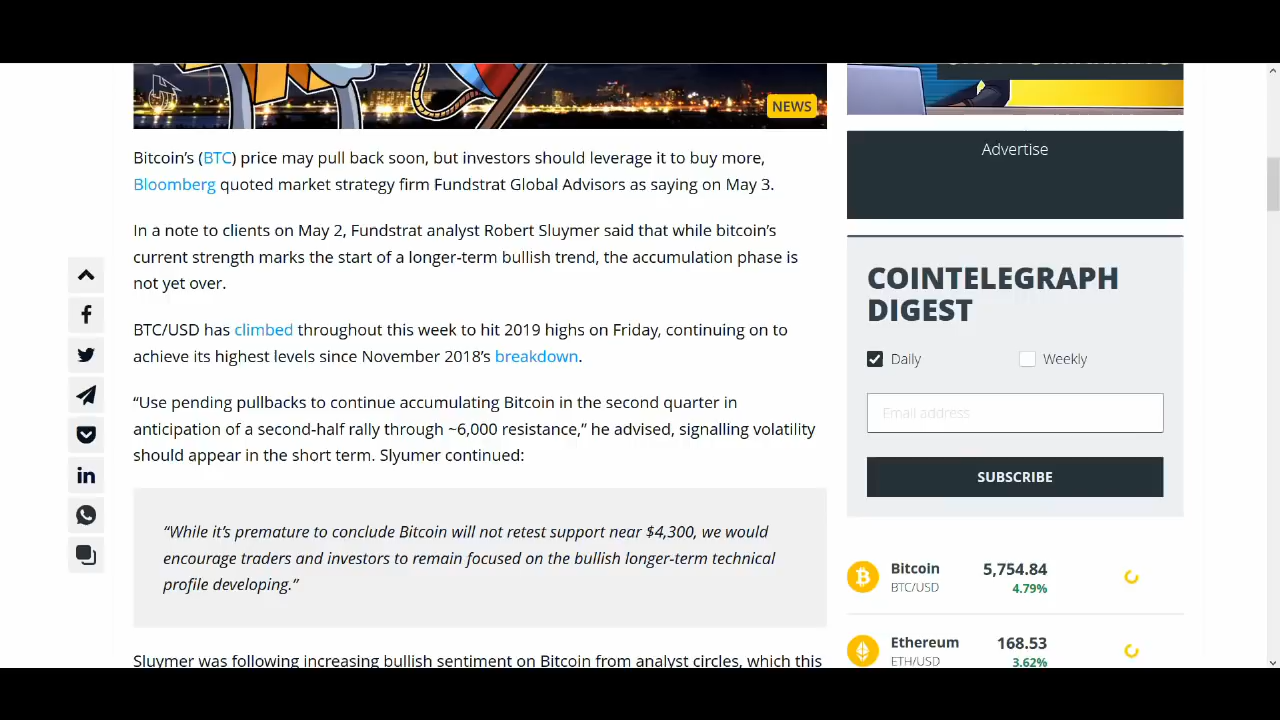 NEWS
Bitcoin’s (BTC) price may pull back soon, but investors should leverage it to buy more,
Bloomberg quoted market strategy firm Fundstrat Global Advisors as saying on May 3.
In a note to clients on May 2, Fundstrat analyst Robert Sluymer said that while bitcoin’s
current strength marks the start of a longer-term bullish trend, the accumulation phase is
not yet over.
BTC/USD has climbed throughout this week to hit 2019 highs on Friday, continuing on to
achieve its highest levels since November 2018’s breakdown.
“Use pending pullbacks to continue accumulating Bitcoin in the second quarter in
anticipation of a second-half rally through ~6,000 resistance,” he advised, signalling volatility
should appear in the short term. Slyumer continued:
“While it’s premature to conclude Bitcoin will not retest support near $4,300, we would
encourage traders and investors to remain focused on the bullish longer-term technical
profile developing.”
Sluymer was following increasing bullish sentiment on Bitcoin from analyst circles, which this
Advertise
COINTELEGRAPH
DIGEST
Daily Weekly
Email address
SUBSCRIBE
Bitcoin 5,754.84
BTC/USD 4.79%
Ethereum 168.53
ETH/USD 3.62%